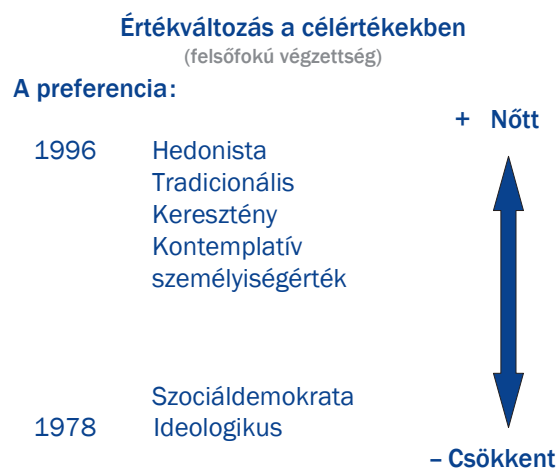 Értékváltozás a célértékekben
(felsőfokú végzettség)
A preferencia:
+ Nőtt
1996 Hedonista
Tradicionális
Keresztény
Kontemplatív
személyiségérték
Szociáldemokrata
1978 Ideologikus
– Csökkent